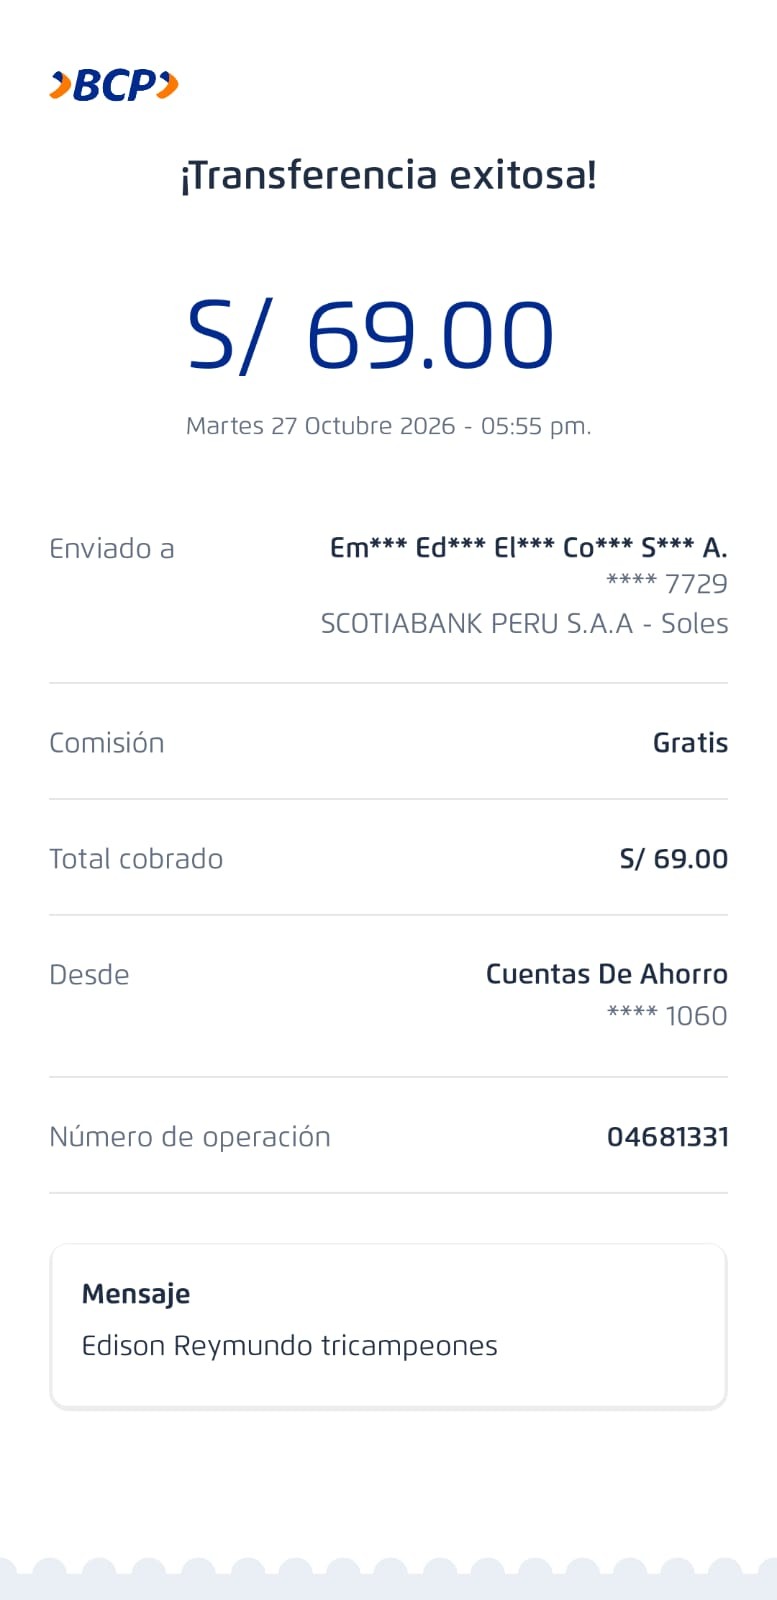 BCP
¡Transferencia exitosa!
S/ 69.00
Martes 27 Octubre 2026 - 05:55 pm.
Enviado a
Em*** Ed*** El*** Co*** S*** A.
**** 7729
SCOTIABANK PERU S.A.A - Soles
Comisión
Gratis
Total cobrado
S/ 69.00
Desde
Cuentas De Ahorro
**** 1060
Número de operación
04681331
Mensaje
Edison Reymundo tricampeones